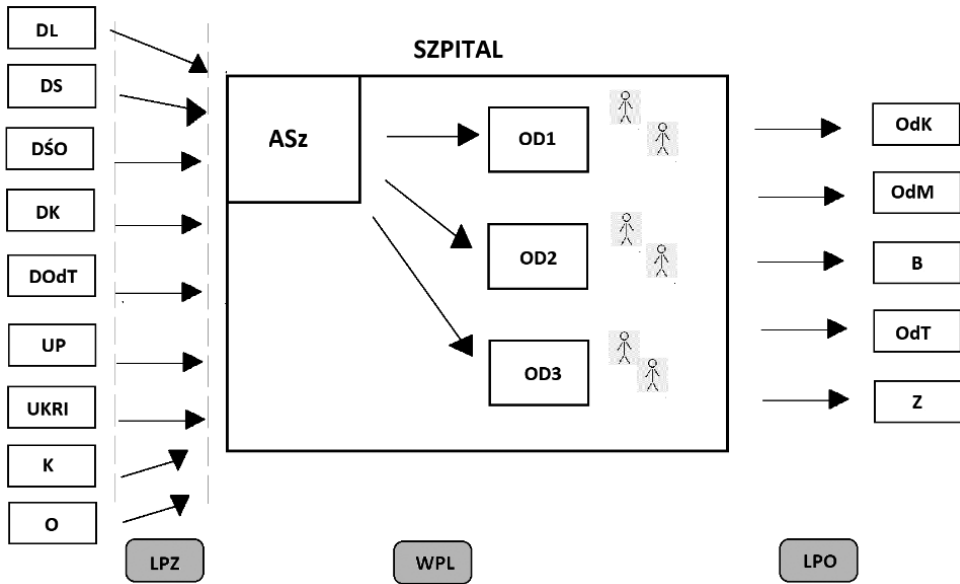 DL
DS
DŚO
DK
DOdT
UP
UKRI
K
O
SZPITAL
ASz
OD1
OD2
OD3
OdK
OdM
B
OdT
Z
LPZ
WPL
LPO